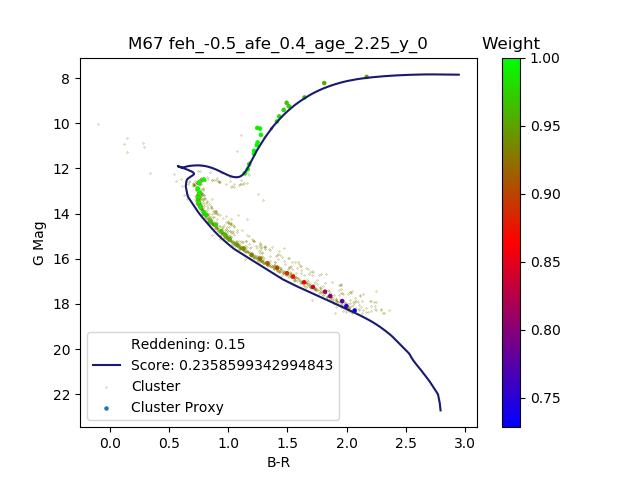 M67 feh_-0.5_afe_0.4_age_2.25_y_0
Weight
8
10
12
14
16
18
20
22
G Mag
0.0 0.5 1.0 1.5 2.0 2.5 3.0
B-R
Reddening: 0.15
Score: 0.2358599342994843
Cluster
Cluster Proxy
1.00
0.95
0.90
0.85
0.80
0.75